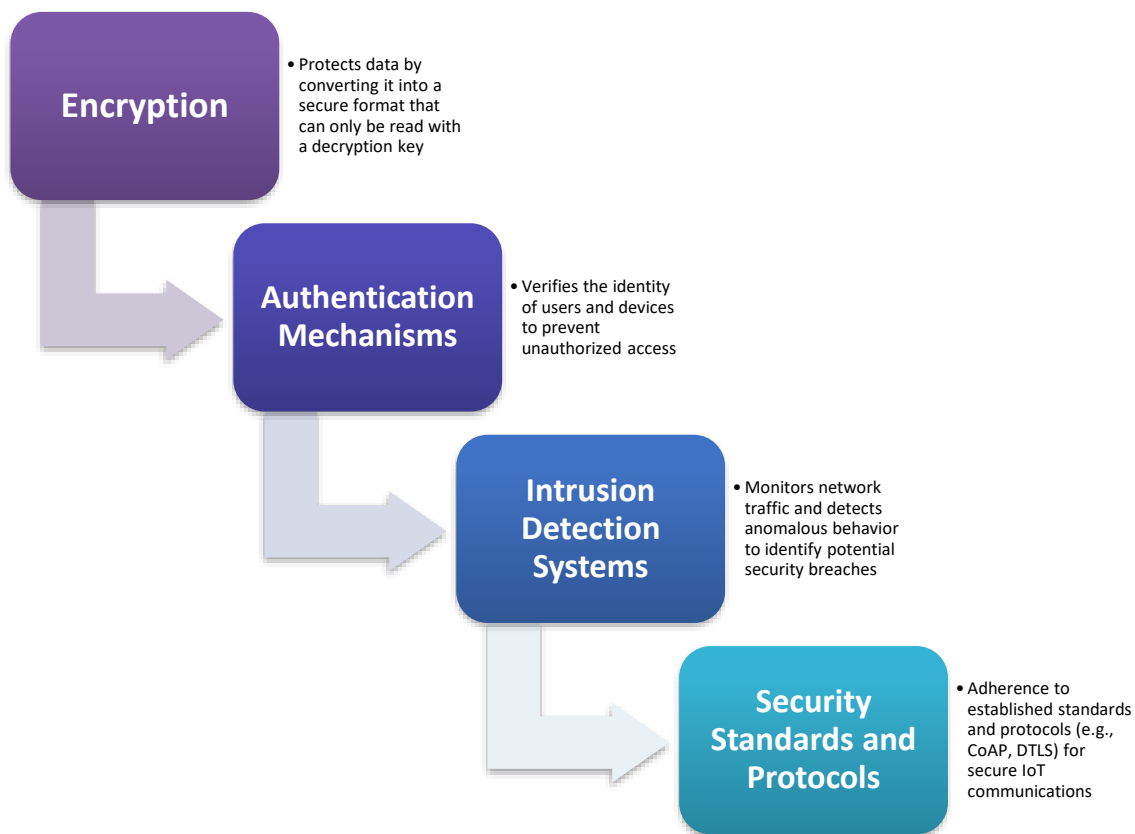 Encryption
• Protects data by
converting it into a
secure format that
can only be read with
a decryption key
Authentication
Mechanisms
• Verifies the identity
of users and devices
to prevent
unauthorized access
Intrusion
Detection
Systems
• Monitors network
traffic and detects
anomalous behavior
to identify potential
security breaches
Security
Standards and
Protocols
• Adherence to
established standards
and protocols (e.g.,
CoAP, DTLS) for
secure IoT
communications